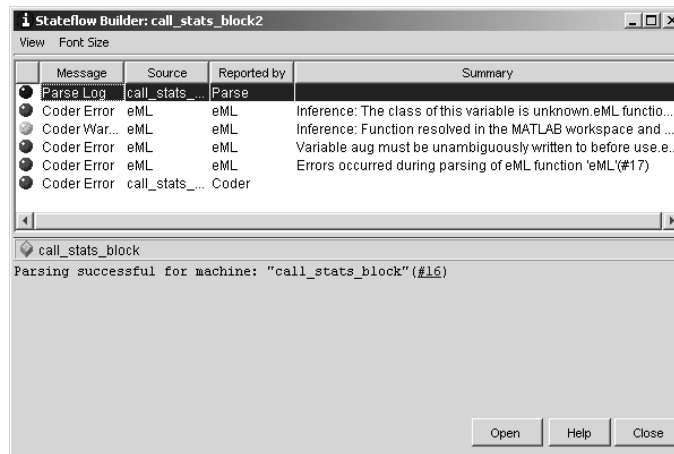 Stateflow Builder: call_stats_block2
View Font Size
Message Source Reported by Summary
Parse Log call_stats_... Parse
Coder Error eML eML Inference: The class of this variable is unknown.eML functio...
Coder War... eML eML Inference: Function resolved in the MATLAB workspace and ...
Coder Error eML eML Variable aug must be unambiguously written to before use.e...
Coder Error eML eML Errors occurred during parsing of eML function 'eML'(#17)
Coder Error call_stats_... Coder
call_stats_block
Parsing successful for machine: "call_stats_block"(#16)
Open Help Close